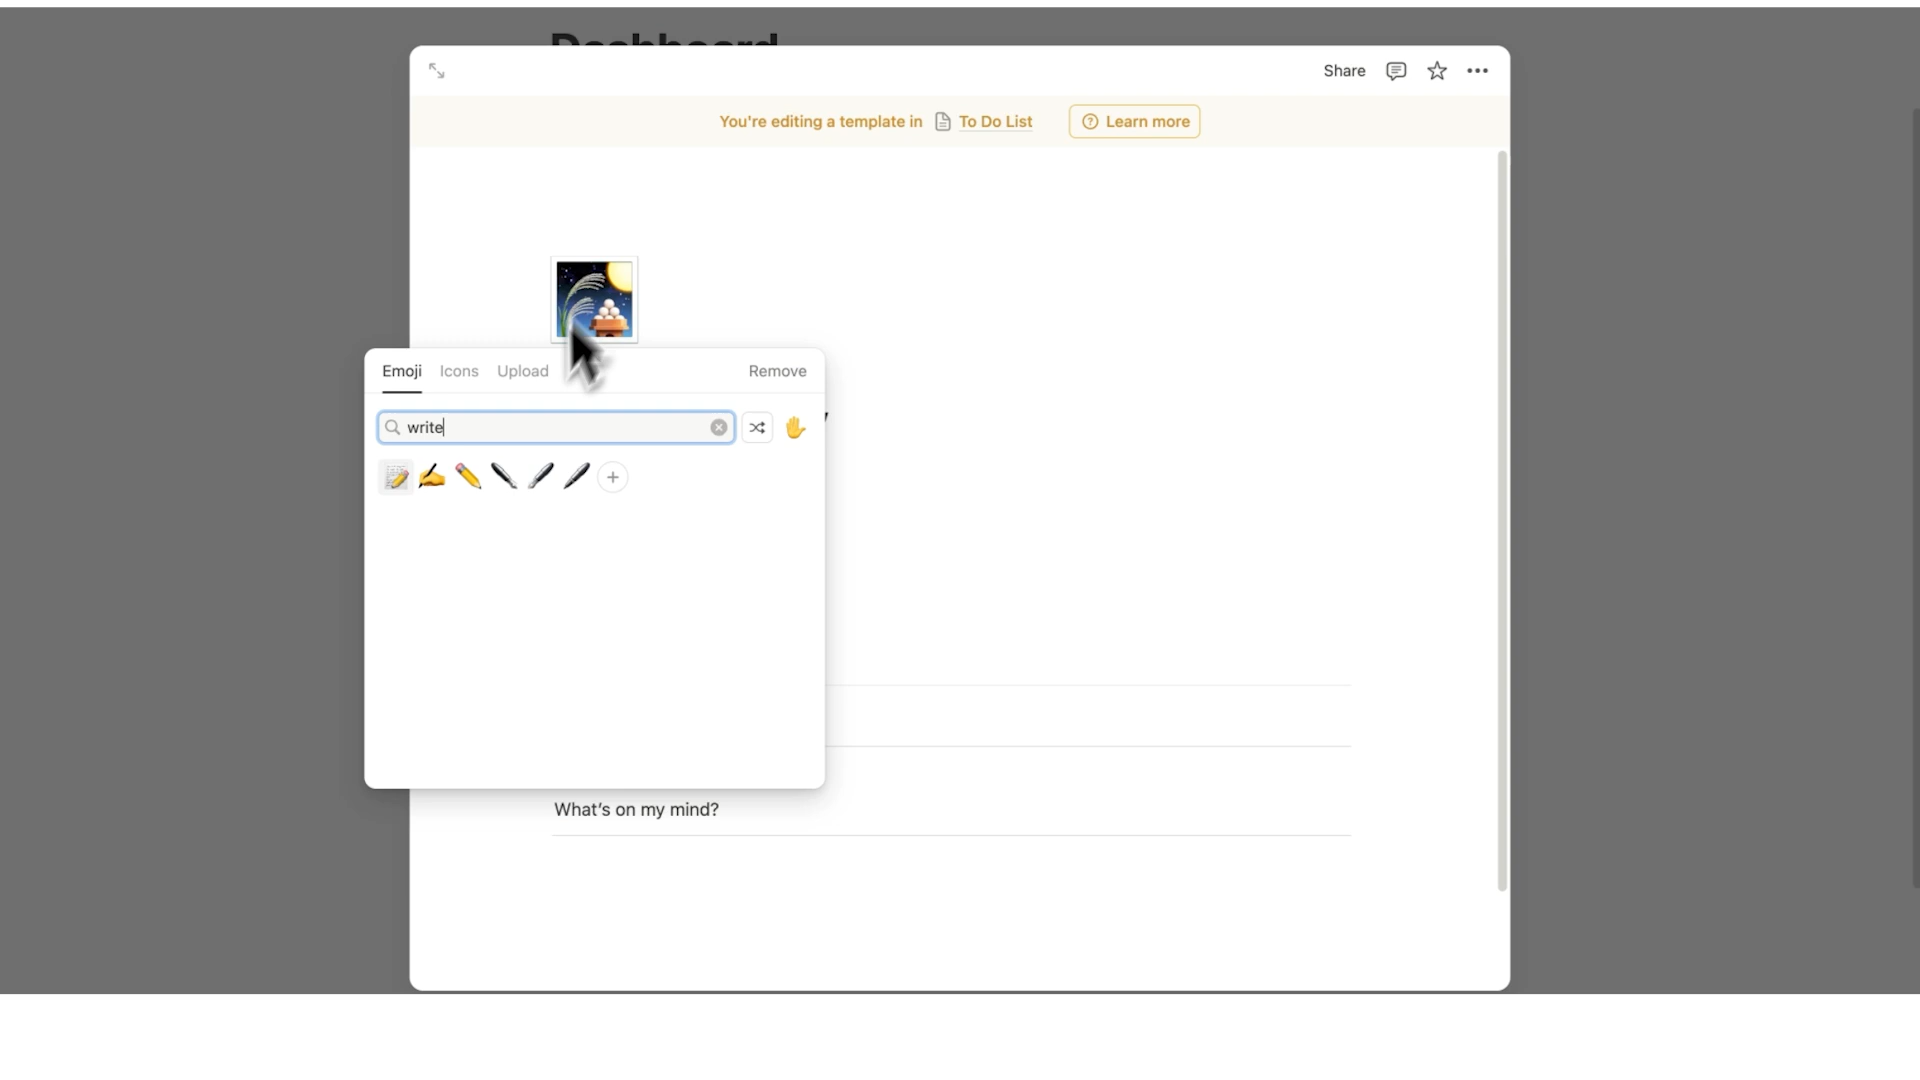 Dashboard
Share
You're editing a template in To Do List
Learn more
Emoji Icons Upload Remove
write
What's on my mind?